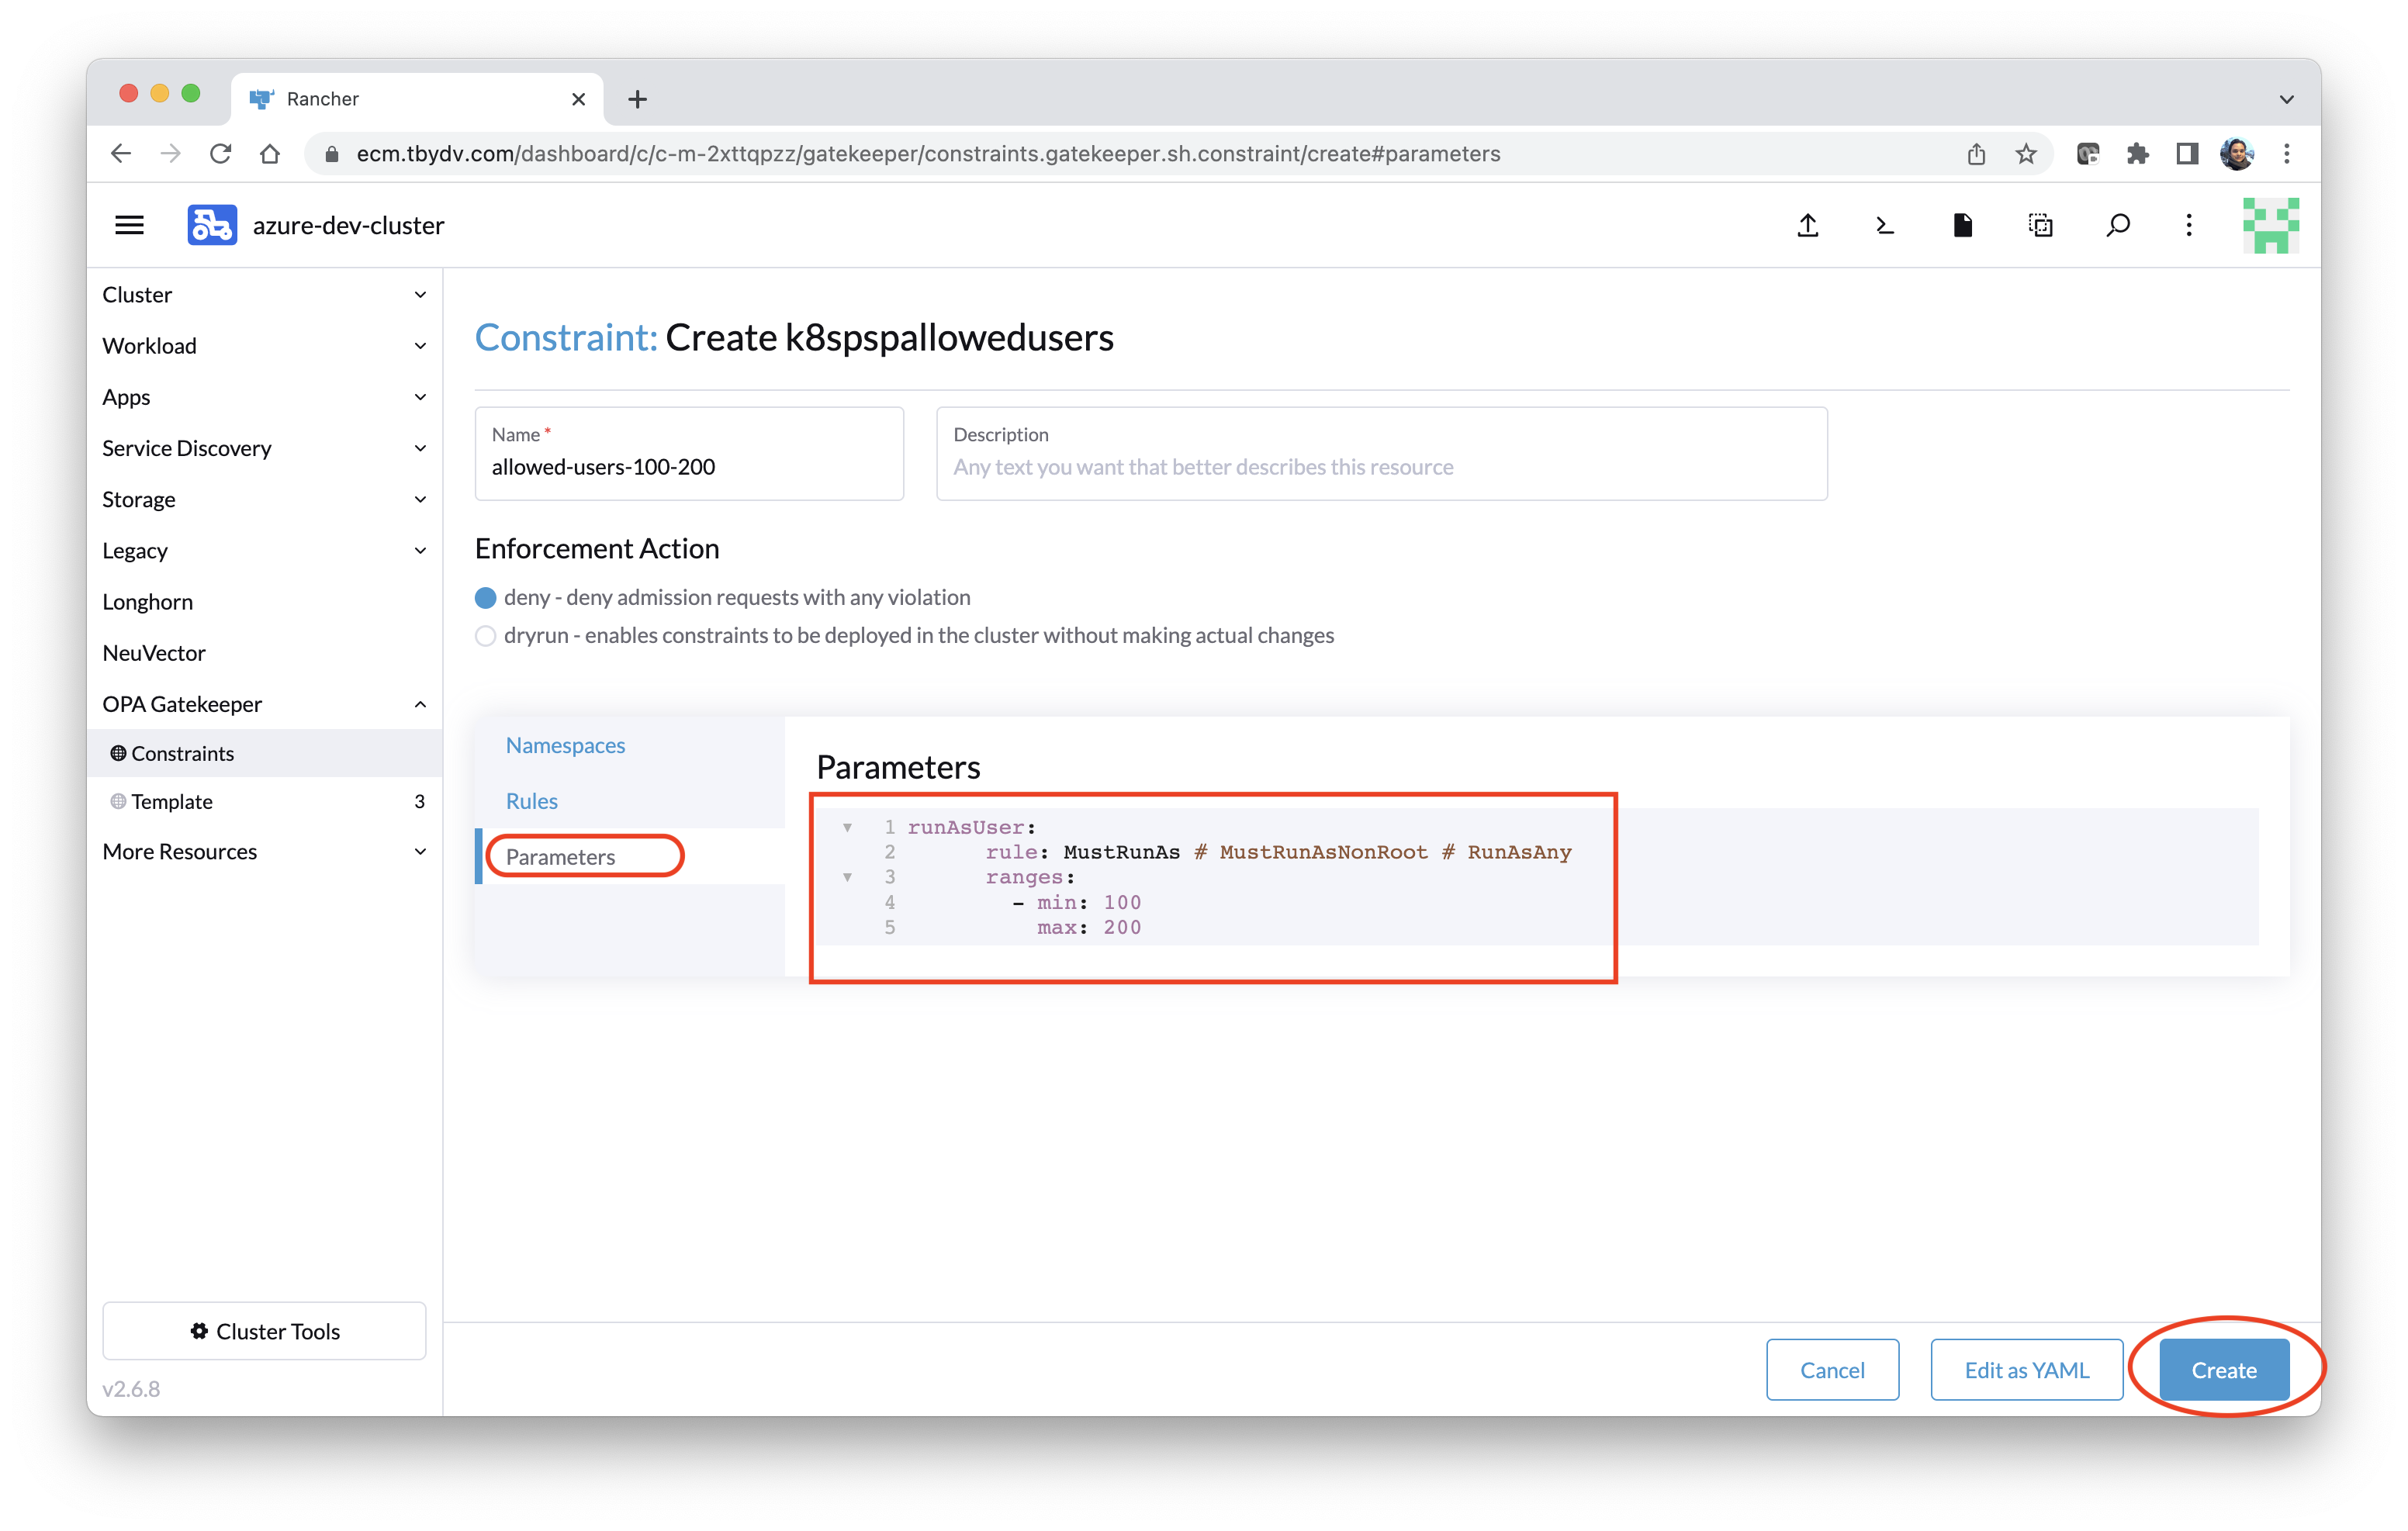 Rancher
ecm.tbydv.com/dashboard/c/c-m-2xttqpzz/gatekeeper/constraints.gatekeeper.sh.constraint/create#parameters
azure-dev-cluster
Cluster
Workload
Apps
Service Discovery
Storage
Legacy
Longhorn
NeuVector
OPA Gatekeeper
Constraints
Template 3
More Resources
Cluster Tools
v2.6.8
Constraint: Create k8spspallowedusers
Name *
allowed-users-100-200
Description
Any text you want that better describes this resource
Enforcement Action
deny - deny admission requests with any violation
dryrun - enables constraints to be deployed in the cluster without making actual changes
Namespaces
Rules
Parameters
Parameters
1 runAsUser:
2 rule: MustRunAs # MustRunAsNonRoot # RunAsAny
3 ranges:
4 - min: 100
5 max: 200
Cancel
Edit as YAML
Create